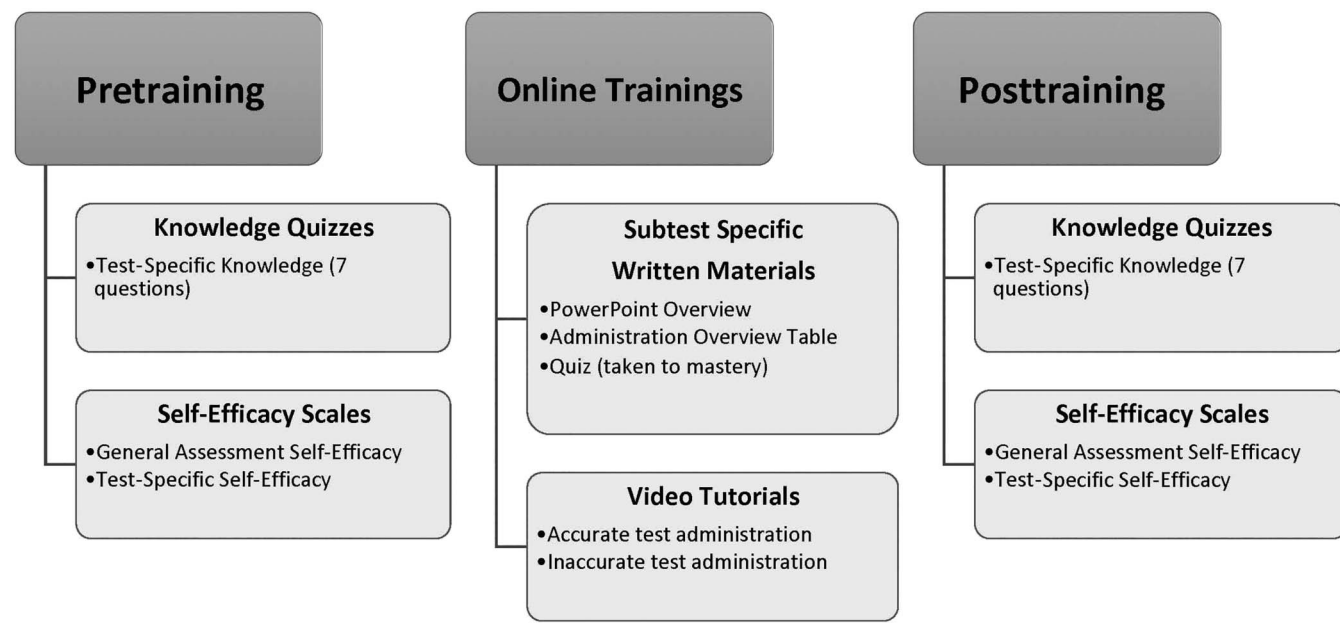 Pretraining
Knowledge Quizzes
•Test-Specific Knowledge (7
questions)
Self-Efficacy Scales
•General Assessment Self-Efficacy
•Test-Specific Self-Efficacy
Online Trainings
Subtest Specific
Written Materials
•PowerPoint Overview
•Administration Overview Table
•Quiz (taken to mastery)
Video Tutorials
•Accurate test administration
•Inaccurate test administration
Posttraining
Knowledge Quizzes
•Test-Specific Knowledge (7
questions)
Self-Efficacy Scales
•General Assessment Self-Efficacy
•Test-Specific Self-Efficacy